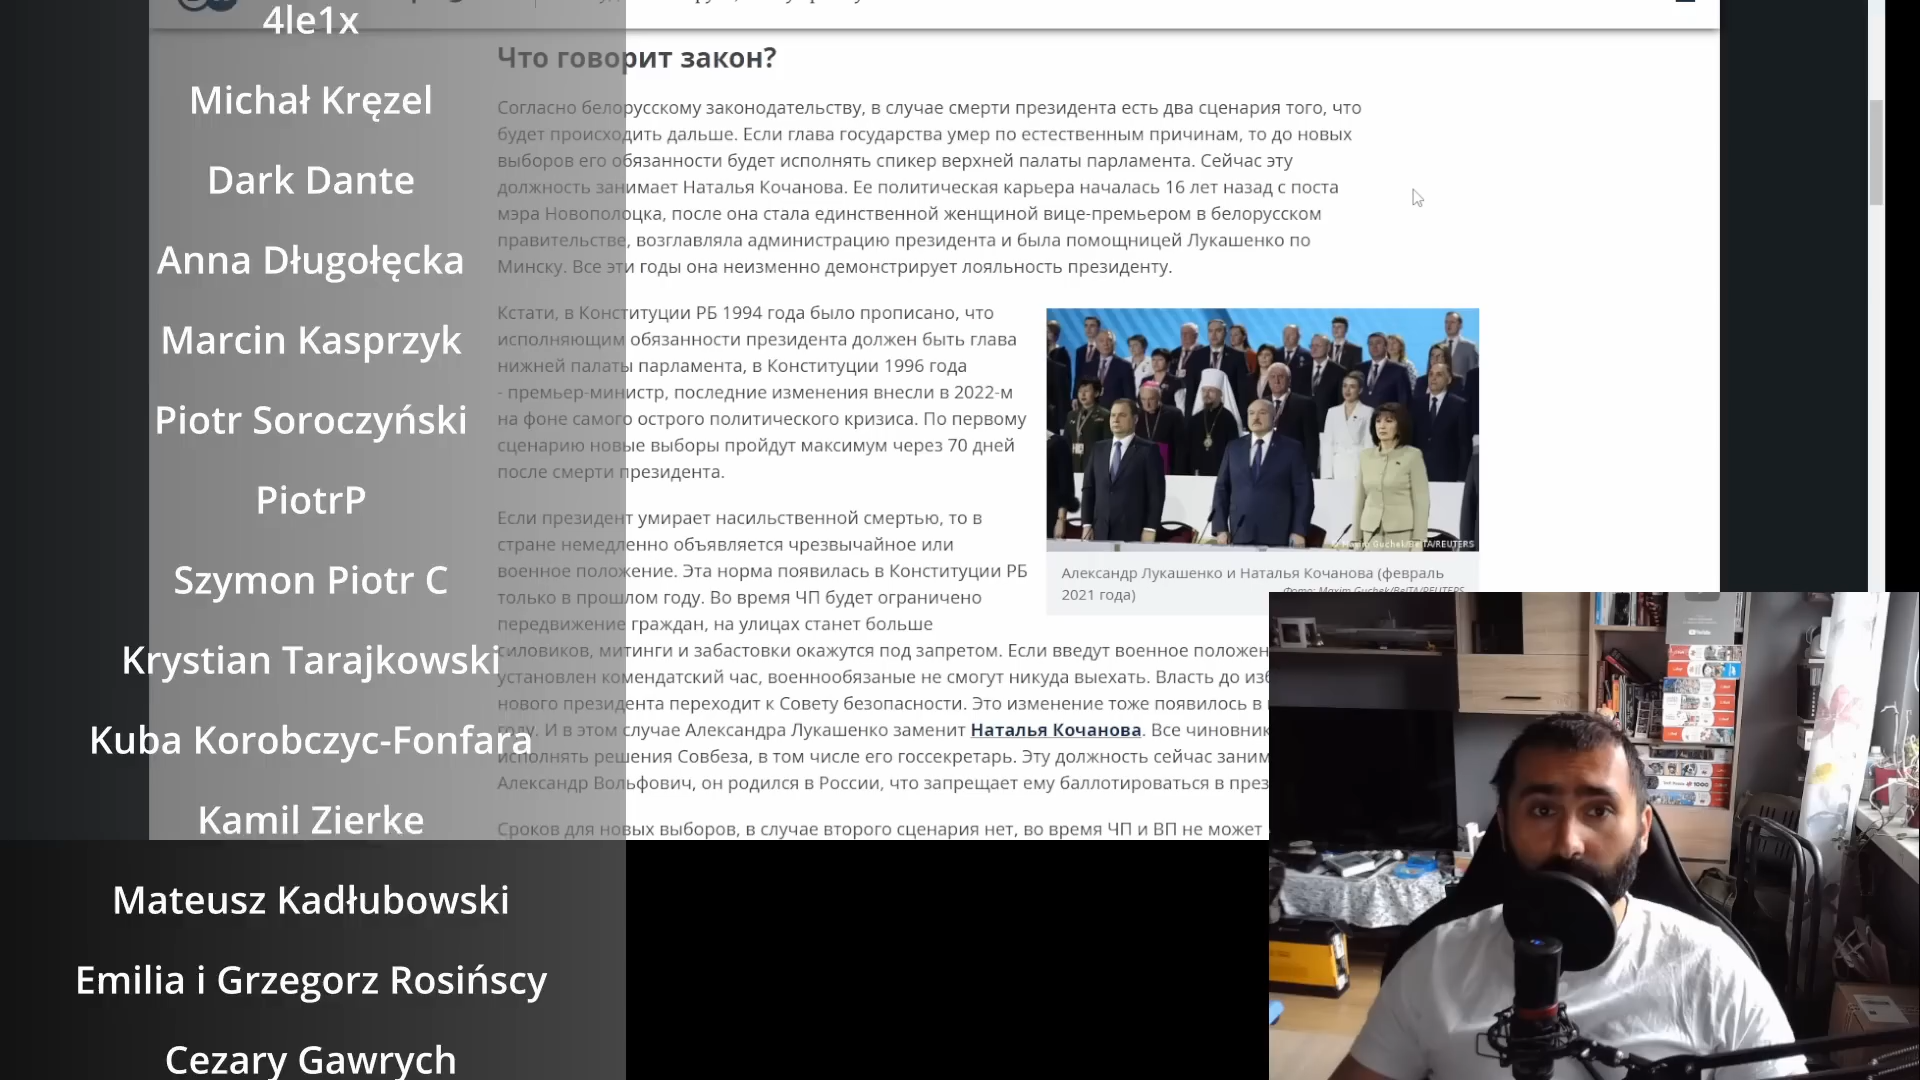 4le1x
Michał Kręzel
Dark Dante
Anna Długołęcka
Marcin Kasprzyk
Piotr Soroczyński
PiotrP
Szymon Piotr C
Krystian Tarajkowski
Kuba Korobczyc-Fonfara
Kamil Zierke
Mateusz Kadłubowski
Emilia i Grzegorz Rosińscy
Cezary Gawrych
Что говорит закон?
Согласно белорусскому законодательству, в случае смерти президента есть два сценария того, что
будет происходить дальше. Если глава государства умер по естественным причинам, то до новых
выборов его обязанности будет исполнять спикер верхней палаты парламента. Сейчас эту
должность занимает Наталья Кочанова. Ее политическая карьера началась 16 лет назад с поста
мэра Новополоцка, после она стала единственной женщиной вице-премьером в белорусском
правительстве, возглавляла администрацию президента и была помощницей Лукашенко по
Минску. Все эти годы она неизменно демонстрирует лояльность президенту.
Кстати, в Конституции РБ 1994 года было прописано, что
исполняющим обязанности президента должен быть глава
нижней палаты парламента, в Конституции 1996 года
- премьер-министр, последние изменения внесли в 2022-м
на фоне самого острого политического кризиса. По первому
сценарию новые выборы пройдут максимум через 70 дней
после смерти президента.
Если президент умирает насильственной смертью, то в
стране немедленно объявляется чрезвычайное или
военное положение. Эта норма появилась в Конституции РБ
только в прошлом году. Во время ЧП будет ограничено
передвижение граждан, на улицах станет больше
силовиков, митинги и забастовки окажутся под запретом. Если введут военное положен
установлен комендатский час, военнообязаные не смогут никуда выехать. Власть до изб
нового президента переходит к Совету безопасности. Это изменение тоже появилось в
году. И в этом случае Александра Лукашенко заменит Наталья Кочанова. Все чиновник
исполнять решения Совбеза, в том числе его госсекретарь. Эту должность сейчас заним
Александр Вольфович, он родился в России, что запрещает ему баллотироваться в през
Сроков для новых выборов, в случае второго сценария нет, во время ЧП и ВП не может
Maxim Guchek/BelTA/REUTERS
Александр Лукашенко и Наталья Кочанова (февраль
2021 года)
Фото: Maxim Guchek/BelTA/REUTERS